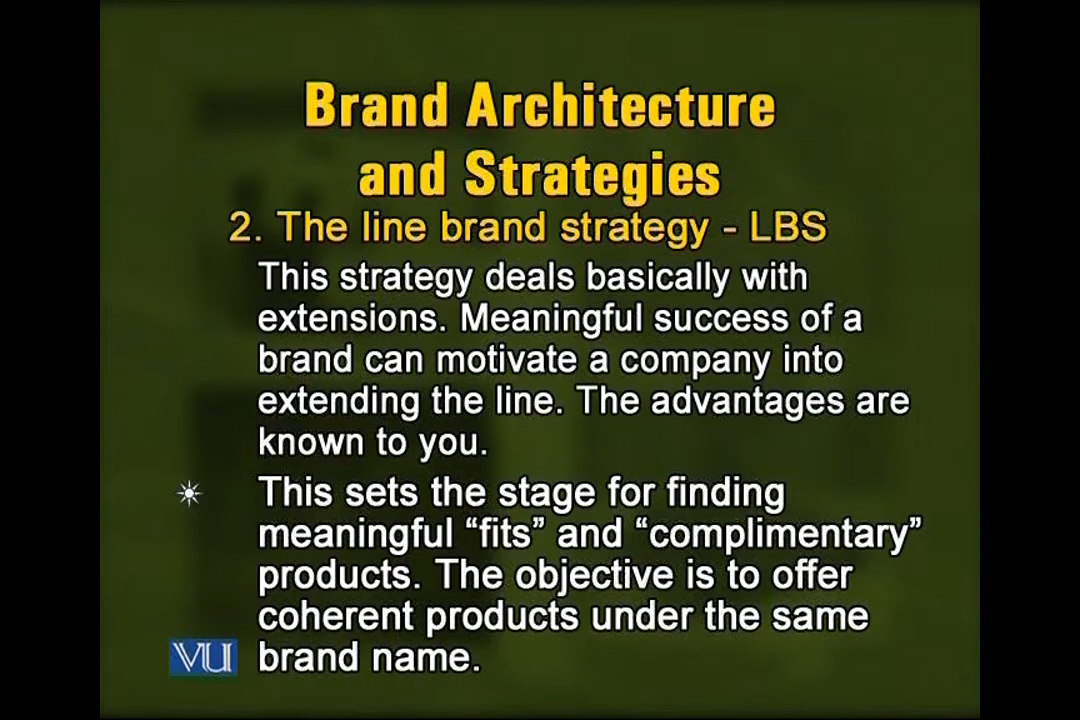 Brand Architecture
and Strategies
2. The line brand strategy - LBS
This strategy deals basically with
extensions. Meaningful success of a
brand can motivate a company into
extending the line. The advantages are
known to you.
This sets the stage for finding
meaningful “fits” and “complimentary”
products. The objective is to offer
coherent products under the same
brand name.
VU